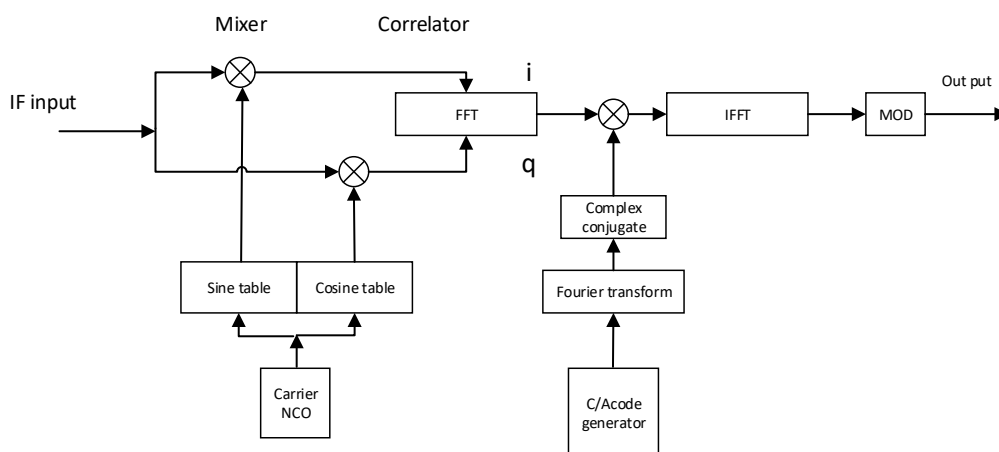 Mixer
Correlator
i
Out put
IF input
FFT
IFFT
MOD
q
Complex
conjugate
Sine table
Cosine table
Fourier transform
Carrier
NCO
C/Acode
generator